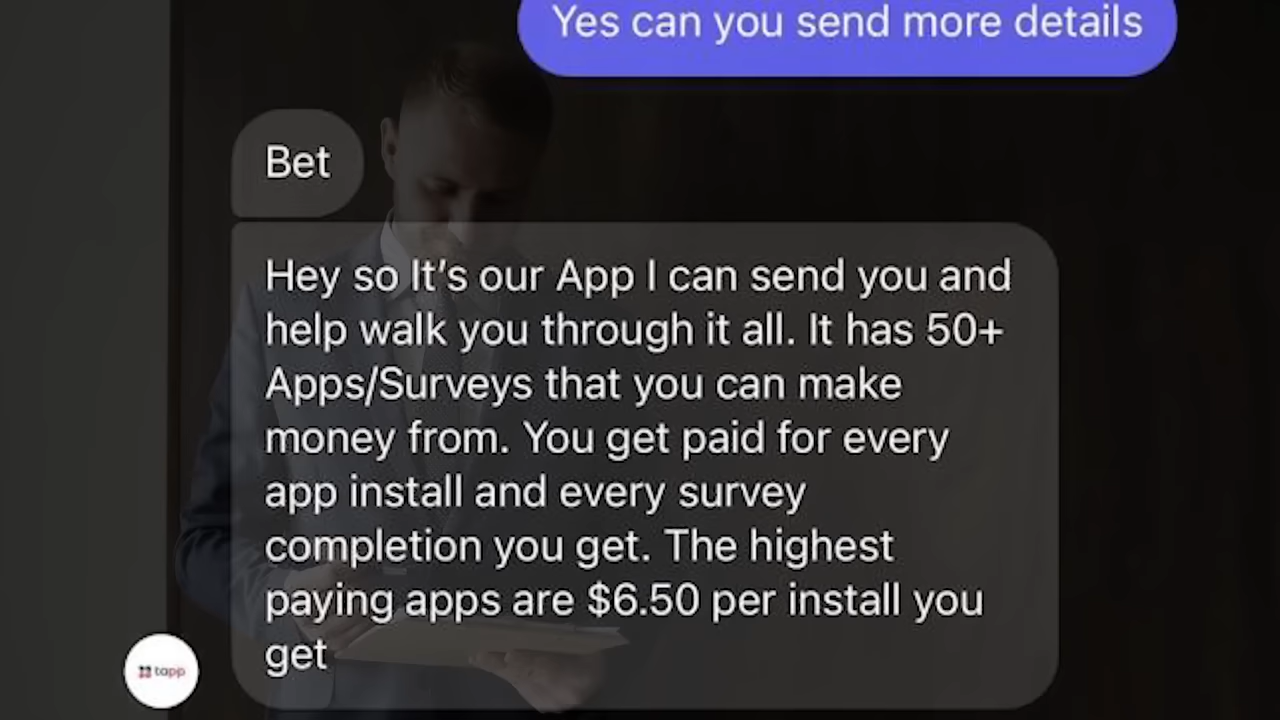 Yes can you send more details
Bet
Hey so It’s our App I can send you and
help walk you through it all. It has 50+
Apps/Surveys that you can make
money from. You get paid for every
app install and every survey
completion you get. The highest
paying apps are $6.50 per install you
get
tapp